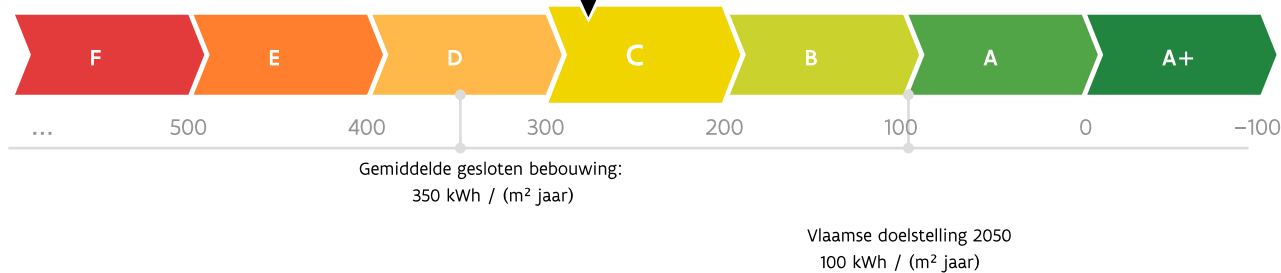 F E D C B A A+
... 500 400 300 200 100 0 −100
Gemiddelde gesloten bebouwing:
350 kWh / (m² jaar)
Vlaamse doelstelling 2050
100 kWh / (m² jaar)